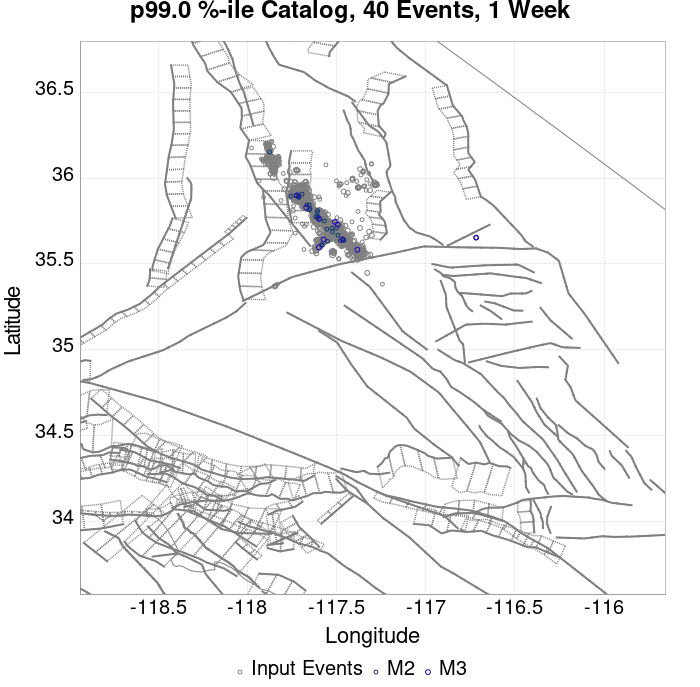 p99.0 %-ile Catalog, 40 Events, 1 Week
36.5
36
35.5
35
34.5
34
Latitude
-118.5 -118 -117.5 -117 -116.5 -116
Longitude
Input Events M2 M3